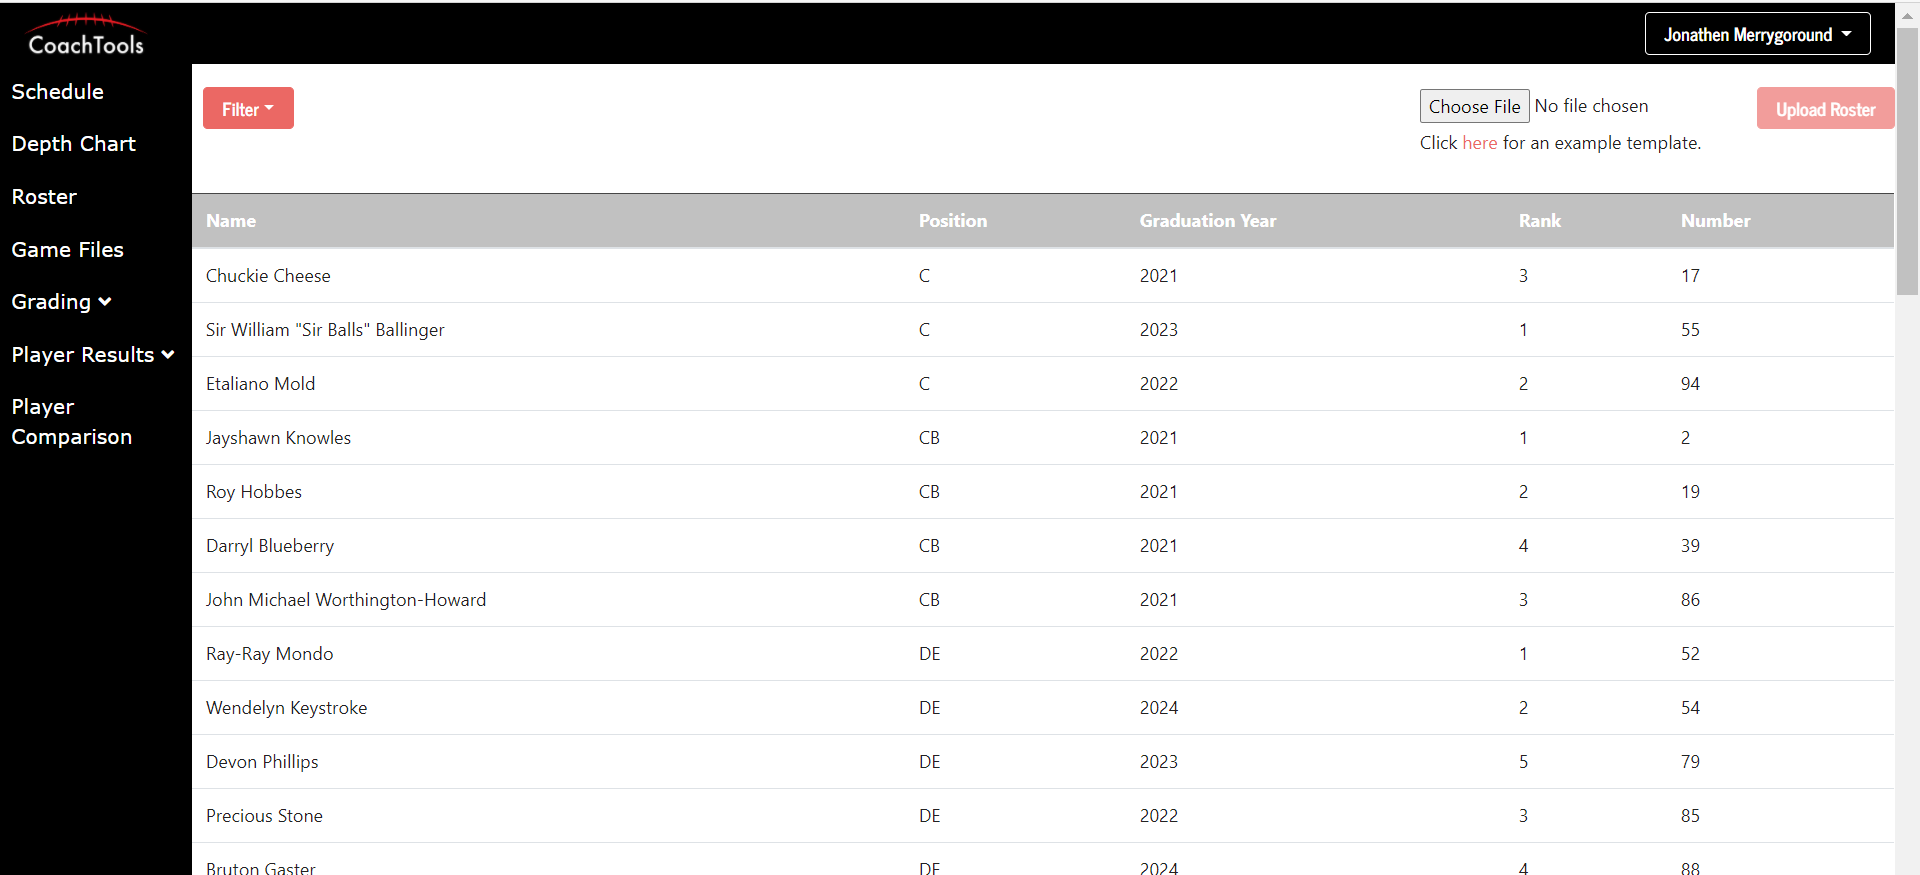 CoachTools
Jonathen Merrygoround
Schedule
Depth Chart
Roster
Game Files
Grading
Player Results
Player
Comparison
Filter
Choose File No file chosen
Upload Roster
Click here for an example template.
Name Position Graduation Year Rank Number
Chuckie Cheese C 2021 3 17
Sir William "Sir Balls" Ballinger C 2023 1 55
Etaliano Mold C 2022 2 94
Jayshawn Knowles CB 2021 1 2
Roy Hobbes CB 2021 2 19
Darryl Blueberry CB 2021 4 39
John Michael Worthington-Howard CB 2021 3 86
Ray-Ray Mondo DE 2022 1 52
Wendelyn Keystroke DE 2024 2 54
Devon Phillips DE 2023 5 79
Precious Stone DE 2022 3 85
Bruton Gaster DE 2024 4 88